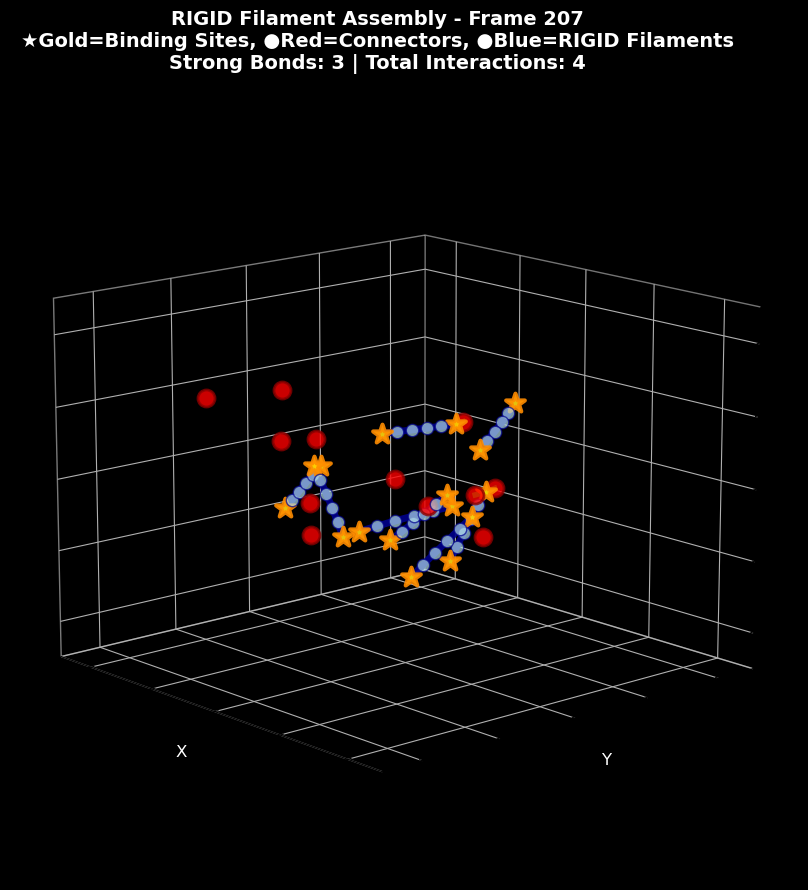 RIGID Filament Assembly - Frame 207
★Gold=Binding Sites, ●Red=Connectors, ●Blue=RIGID Filaments
Strong Bonds: 3 | Total Interactions: 4
X
Y